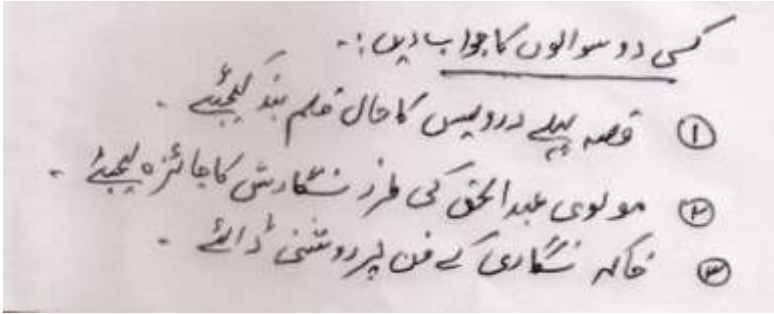 کسی دو سوالوں کا جواب دیں :-
① قصہ پہلے درویس کا حال قلم بند کیجئے -
② مولوی عبدالحق کی طرز نگارش کا جائزہ لیجئے -
③ خاکہ نگاری کے فن پر روشنی ڈالئے -